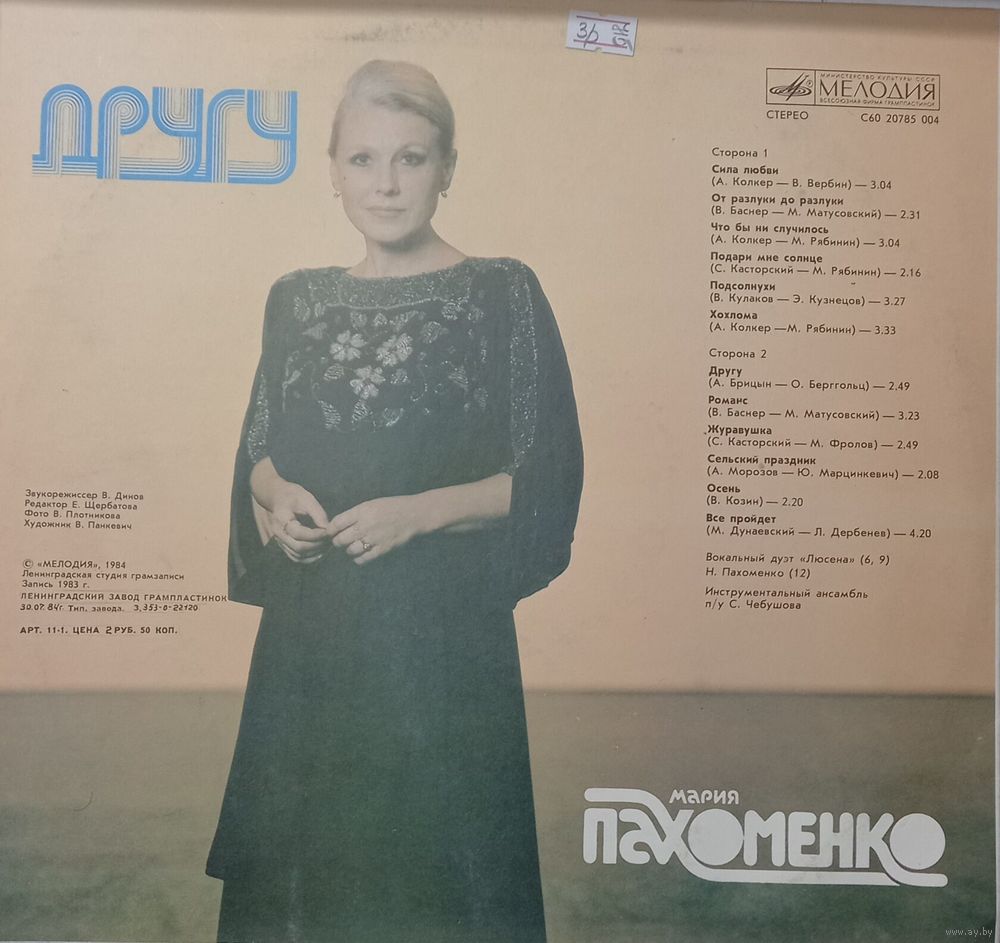 3р
ДРУГУ
МИНИСТЕРСТВО КУЛЬТУРЫ СССР
МЕЛОДИЯ
ВСЕСОЮЗНАЯ ФИРМА ГРАМПЛАСТИНОК
СТЕРЕО
С60 20785 004
Сторона 1
Сила любви
(А. Колкер — В. Вербин) — 3.04
От разлуки до разлуки
(В. Баснер — М. Матусовский) — 2.31
Что бы ни случилось
(А. Колкер — М. Рябинин) — 3.04
Подари мне солнце
(С. Касторский — М. Рябинин) — 2.16
Подсолнухи
(В. Кулаков — Э. Кузнецов) — 3.27
Хохлома
(А. Колкер —М. Рябинин) — 3.33
Сторона 2
Другу
(А. Брицын — О. Берггольц) — 2.49
Романс
(В. Баснер — М. Матусовский) — 3.23
Журавушка
(С. Касторский — М. Фролов) — 2.49
Сельский праздник
(А. Морозов — Ю. Марцинкевич) — 2.08
Осень
(В. Козин) — 2.20
Все пройдет
(М. Дунаевский — Л. Дербенев) — 4.20
Вокальный дуэт «Люсена» (6, 9)
Н. Пахоменко (12)
Инструментальный ансамбль
п/у С. Чебушова
Звукорежиссер В. Динов
Редактор Е. Щербатова
Фото В. Плотникова
Художник В. Панкевич
© «МЕЛОДИЯ», 1984
Ленинградская студия грамзаписи
Запись 1983 г.
ЛЕНИНГРАДСКИЙ ЗАВОД ГРАМПЛАСТИНОК
30.07.84г. Тип. завода. З.353-0-22120
АРТ. 11-1. ЦЕНА 2 РУБ. 50 КОП.
мария
ПАХОМЕНКО
www.ay.by